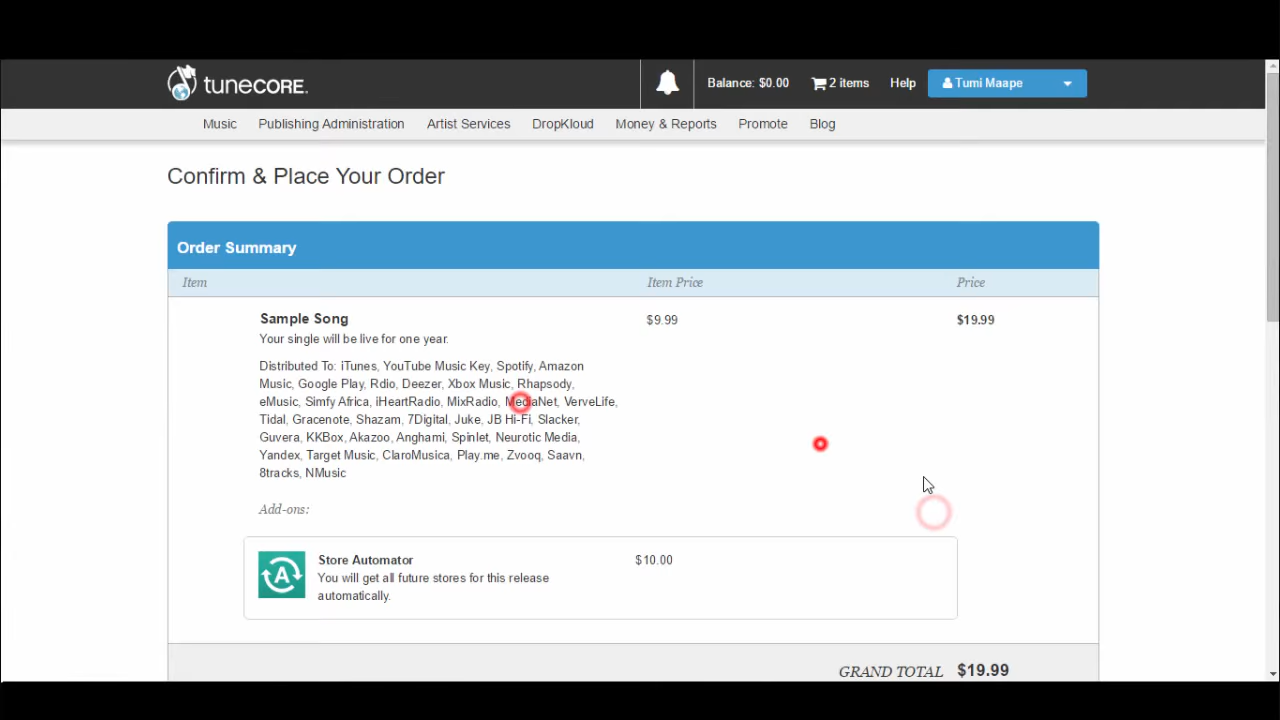 tunecore.
Balance: $0.00
2 items
Help
Tumi Maape
Music
Publishing Administration
Artist Services
DropKloud
Money & Reports
Promote
Blog
Confirm & Place Your Order
Order Summary
Item
Item Price
Price
Sample Song
$9.99
$19.99
Your single will be live for one year.
Distributed To: iTunes, YouTube Music Key, Spotify, Amazon
Music, Google Play, Rdio, Deezer, Xbox Music, Rhapsody,
eMusic, Simfy Africa, iHeartRadio, MixRadio, MediaNet, VerveLife,
Tidal, Gracenote, Shazam, 7Digital, Juke, JB Hi-Fi, Slacker,
Guvera, KKBox, Akazoo, Anghami, Spinlet, Neurotic Media,
Yandex, Target Music, ClaroMusica, Play.me, Zvooq, Saavn,
8tracks, NMusic
Add-ons:
A
Store Automator
$10.00
You will get all future stores for this release
automatically.
GRAND TOTAL
$19.99